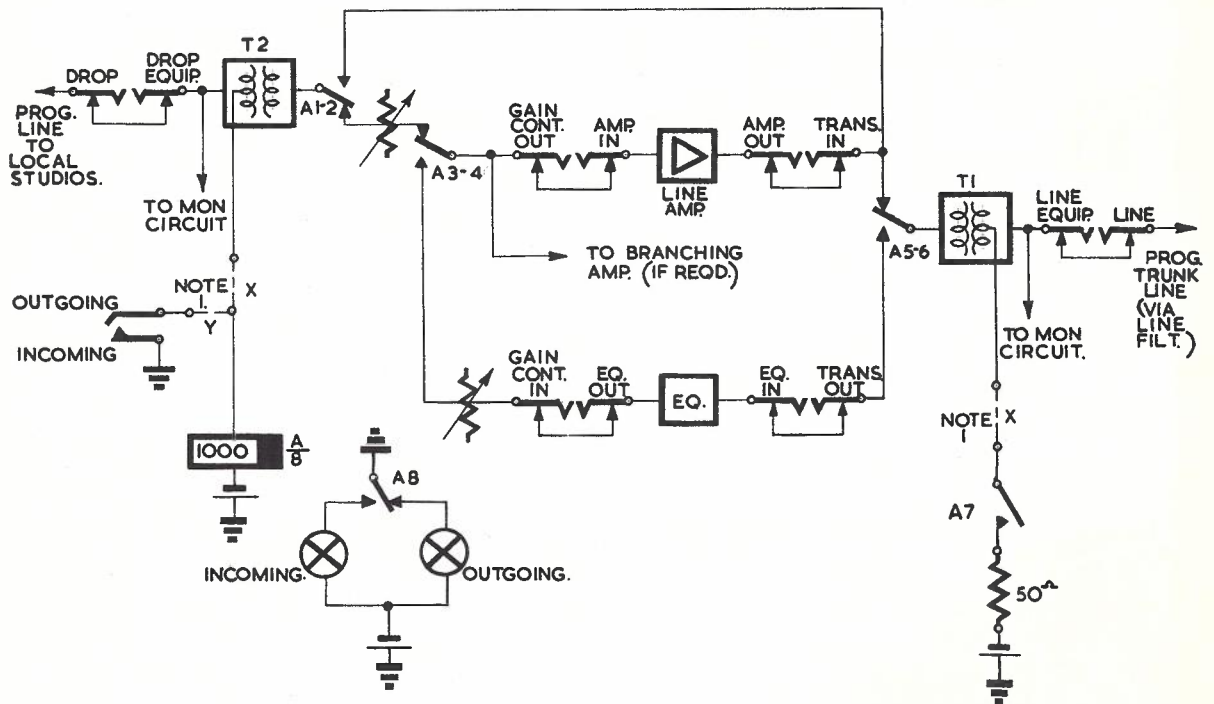 T2
DROP
DROP
EQUIP.
PROG.
LINE
TO
LOCAL
STUDIOS.
TO MON
CIRCUIT
A1-2
A3-4
GAIN
CONT.
OUT
AMP.
IN
LINE
AMP.
AMP.
OUT
TRANS.
IN
TO BRANCHING
AMP. (IF REQD.)
A5-6
T1
LINE
EQUIP.
LINE
PROG.
TRUNK
LINE
(VIA
LINE
FILT.)
TO MON
CIRCUIT.
OUTGOING
INCOMING
NOTE
1.
X
Y
GAIN
CONT.
IN
EQ.
OUT
EQ.
EQ.
IN
TRANS.
OUT
NOTE
1
X
1000
A
8
A8
INCOMING.
OUTGOING.
A7
50Ω